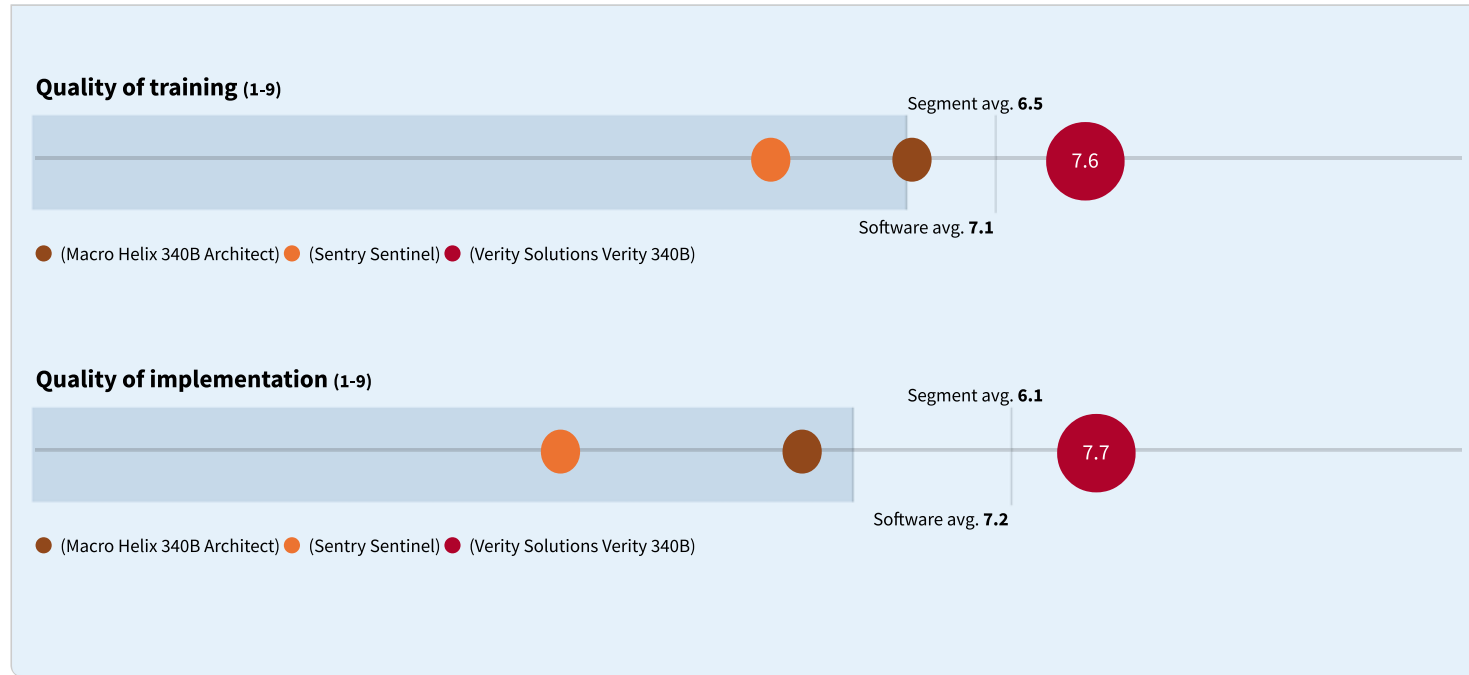 Quality of training (1-9)
Segment avg. 6.5
7.6
Software avg. 7.1
(Macro Helix 340B Architect) (Sentry Sentinel) (Verity Solutions Verity 340B)
Quality of implementation (1-9)
Segment avg. 6.1
7.7
Software avg. 7.2
(Macro Helix 340B Architect) (Sentry Sentinel) (Verity Solutions Verity 340B)